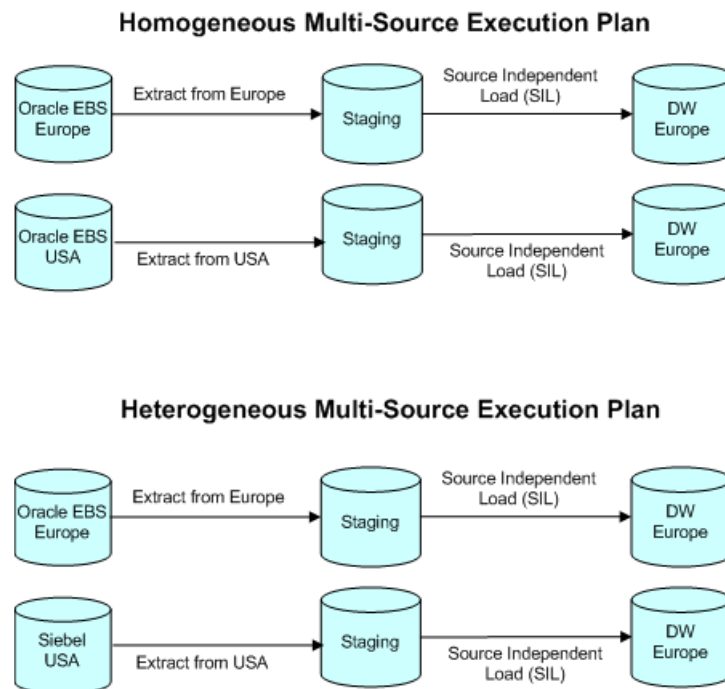 Homogeneous Multi-Source Execution Plan
Oracle EBS
Europe
Extract from Europe
Staging
Source Independent
Load (SIL)
DW
Europe
Oracle EBS
USA
Extract from USA
Staging
Source Independent
Load (SIL)
DW
Europe
Heterogeneous Multi-Source Execution Plan
Oracle EBS
Europe
Extract from Europe
Staging
Source Independent
Load (SIL)
DW
Europe
Siebel
USA
Extract from USA
Staging
Source Independent
Load (SIL)
DW
Europe